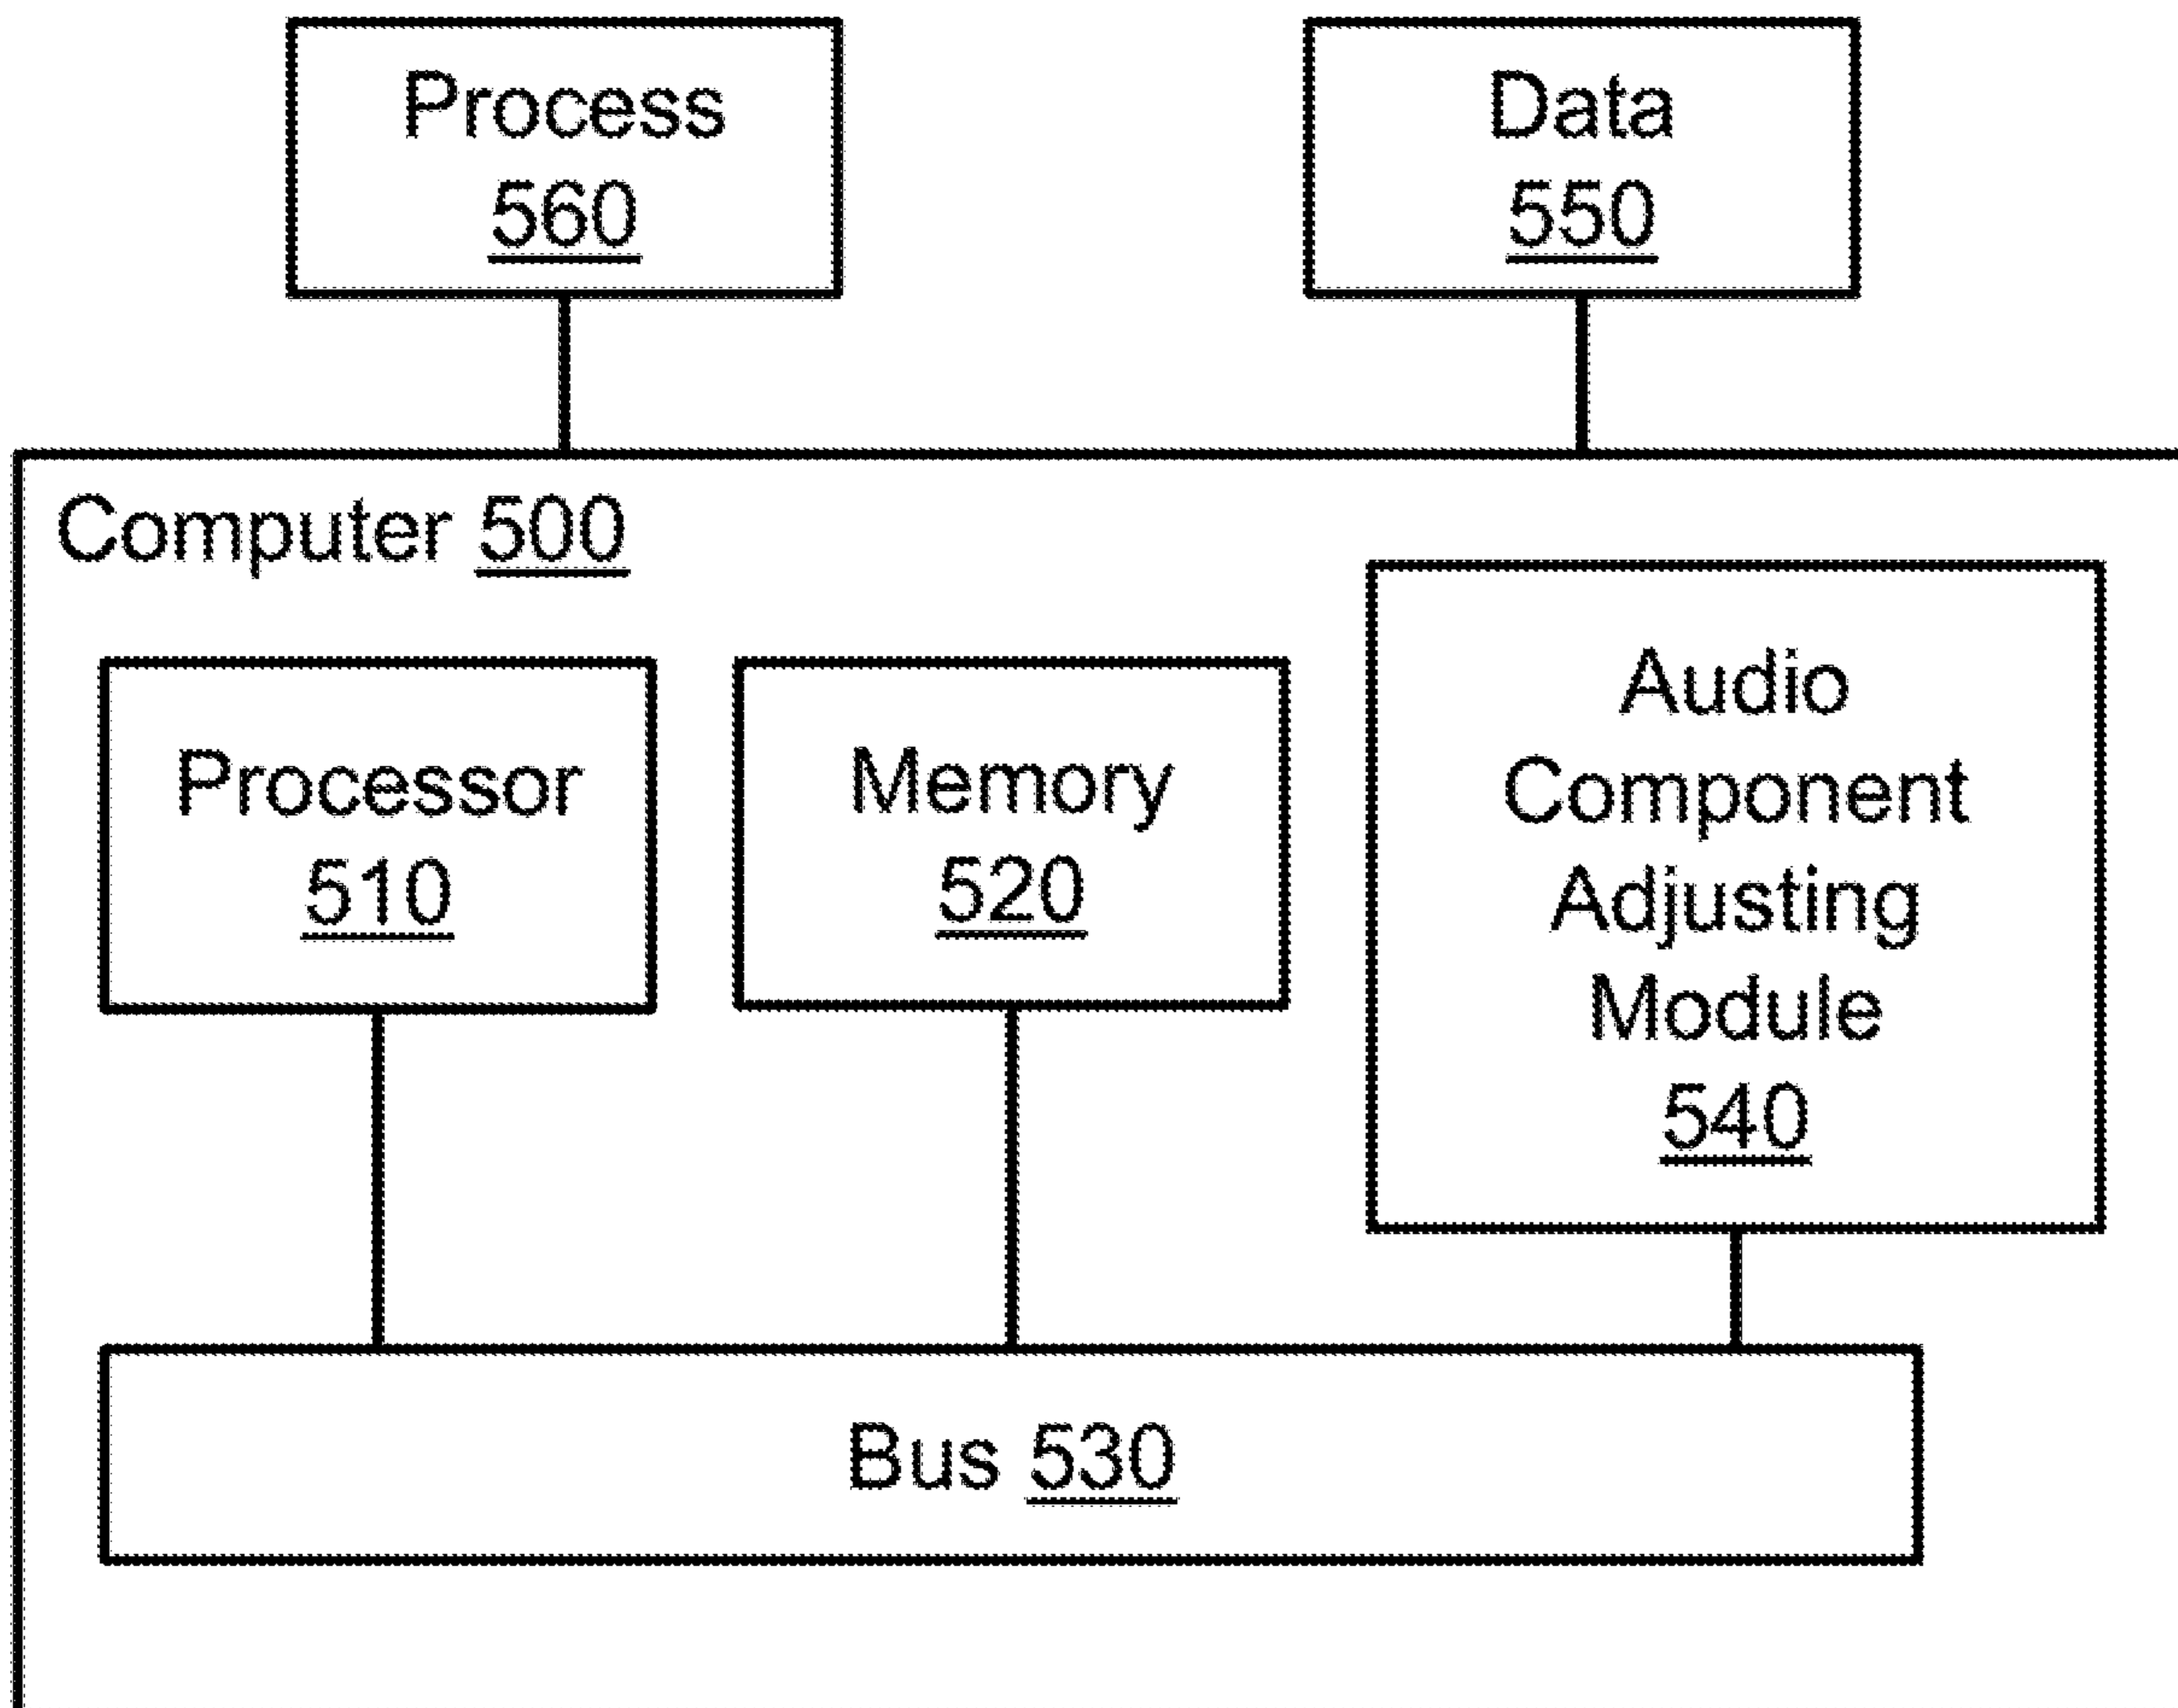 Process
560
Data
550
Computer 500
Processor
510
Memory
520
Audio
Component
Adjusting
Module
540
Bus 530